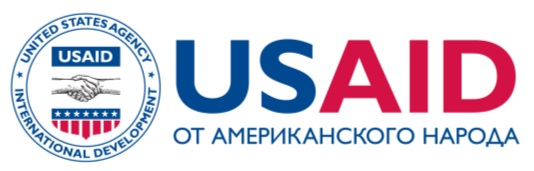 UNITED STATES AGENCY
USAID
INTERNATIONAL DEVELOPMENT
USAID
ОТ АМЕРИКАНСКОГО НАРОДА